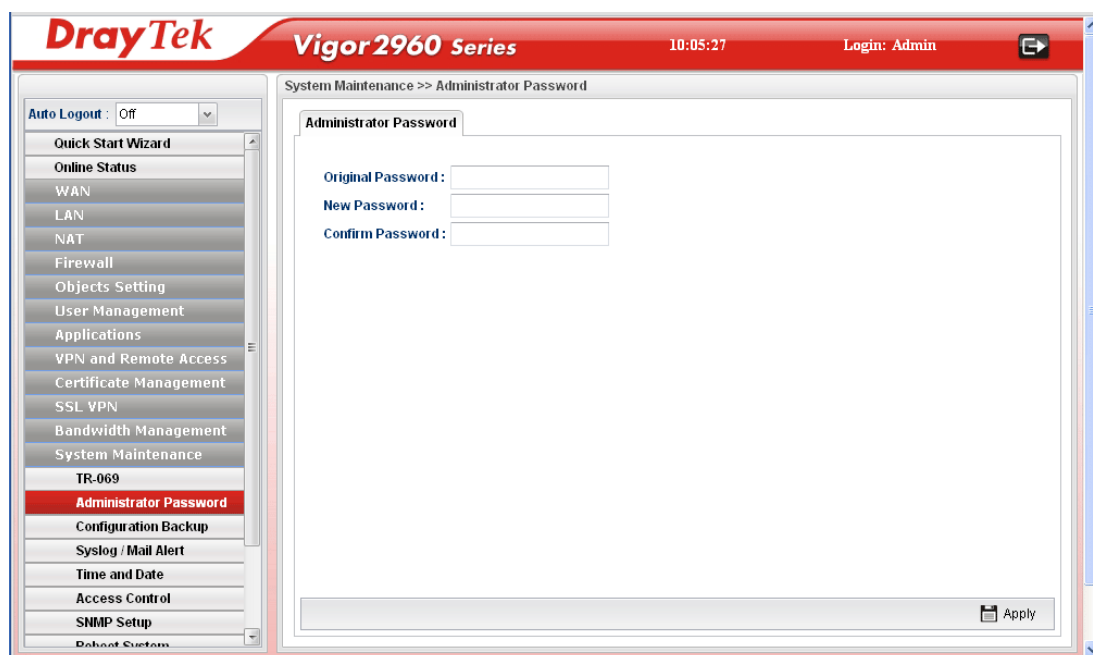 DrayTek
Vigor2960 Series
10:05:27
Login: Admin
System Maintenance >> Administrator Password
Auto Logout : Off
Quick Start Wizard
Online Status
WAN
LAN
NAT
Firewall
Objects Setting
User Management
Applications
VPN and Remote Access
Certificate Management
SSL VPN
Bandwidth Management
System Maintenance
TR-069
Administrator Password
Configuration Backup
Syslog / Mail Alert
Time and Date
Access Control
SNMP Setup
Reboot System
Administrator Password
Original Password :
New Password :
Confirm Password :
Apply